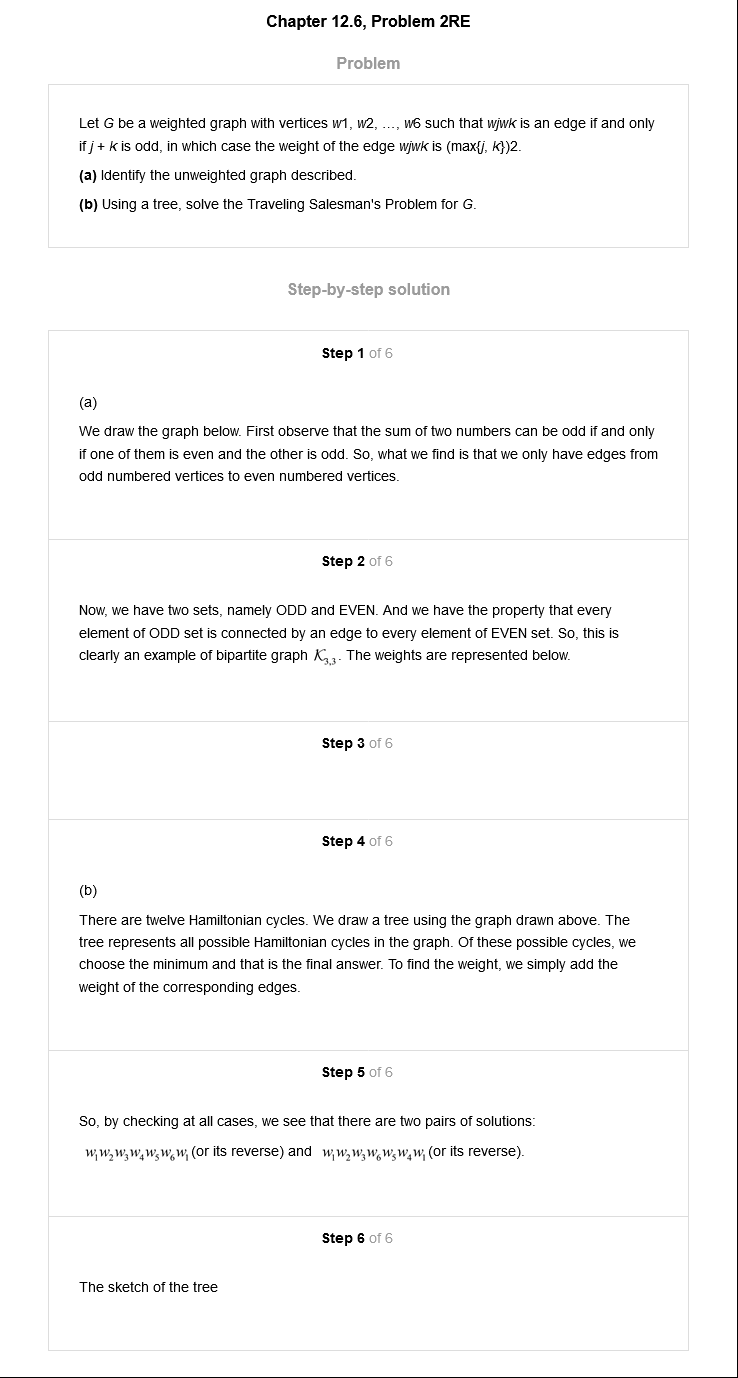 Chapter 12.6, Problem 2RE
Problem
Let G be a weighted graph with vertices w1, w2, ..., w6 such that wjwk is an edge if and only
if j + k is odd, in which case the weight of the edge wjwk is (max{j, k})2.
(a) Identify the unweighted graph described.
(b) Using a tree, solve the Traveling Salesman's Problem for G.
Step-by-step solution
Step 1 of 6
(a)
We draw the graph below. First observe that the sum of two numbers can be odd if and only
if one of them is even and the other is odd. So, what we find is that we only have edges from
odd numbered vertices to even numbered vertices.
Step 2 of 6
Now, we have two sets, namely ODD and EVEN. And we have the property that every
element of ODD set is connected by an edge to every element of EVEN set. So, this is
clearly an example of bipartite graph K₃,₃. The weights are represented below.
Step 3 of 6
Step 4 of 6
(b)
There are twelve Hamiltonian cycles. We draw a tree using the graph drawn above. The
tree represents all possible Hamiltonian cycles in the graph. Of these possible cycles, we
choose the minimum and that is the final answer. To find the weight, we simply add the
weight of the corresponding edges.
Step 5 of 6
So, by checking at all cases, we see that there are two pairs of solutions:
w₁w₂w₃w₄w₅w₆w₁ (or its reverse) and w₁w₂w₃w₆w₅w₄w₁ (or its reverse).
Step 6 of 6
The sketch of the tree